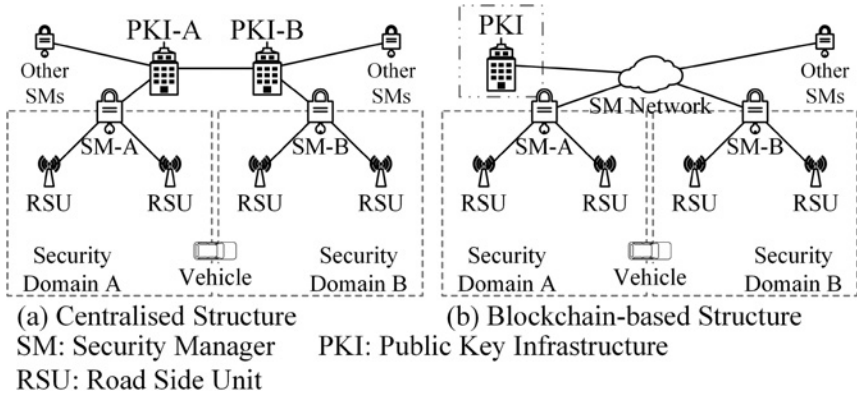 PKI-A PKI-B
Other SMs
Other SMs
SM-A
SM-B
RSU RSU RSU RSU
Security Domain A
Vehicle
Security Domain B
(a) Centralised Structure
PKI
SM Network
Other SMs
SM-A
SM-B
RSU RSU RSU RSU
Security Domain A
Vehicle
Security Domain B
(b) Blockchain-based Structure
SM: Security Manager PKI: Public Key Infrastructure
RSU: Road Side Unit